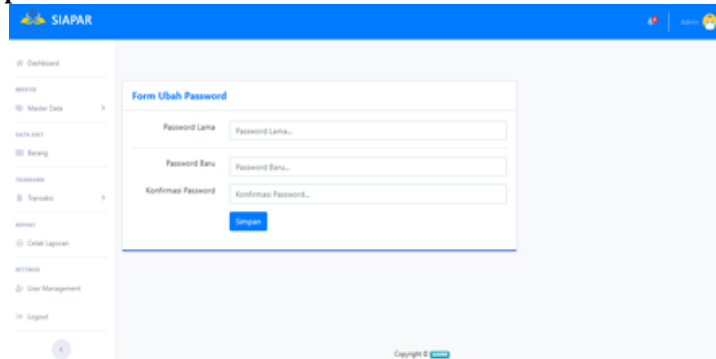 SIAPAR
Admin
Dashboard
MASTER
Master Data
DATA ASET
Barang
TRANSAKSI
Transaksi
REPORT
Cetak Laporan
SETTINGS
User Management
Logout
Form Ubah Password
Password Lama
Password Lama...
Password Baru
Password Baru...
Konfirmasi Password
Konfirmasi Password...
Simpan
Copyright ©